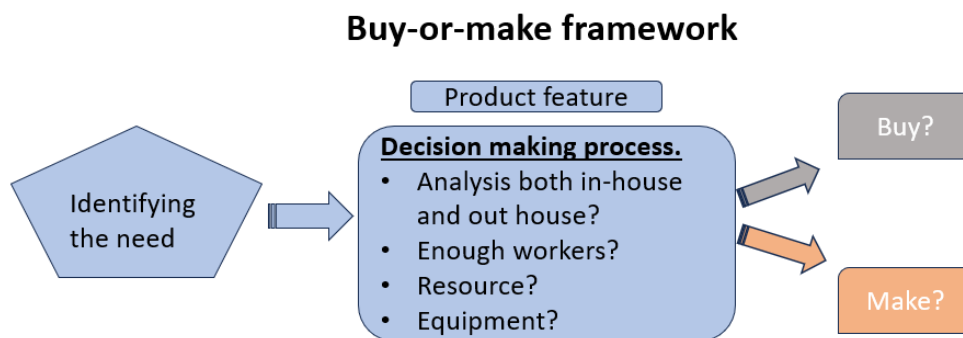 Buy-or-make framework
Product feature
Identifying
the need
Decision making process.
• Analysis both in-house
and out house?
• Enough workers?
• Resource?
• Equipment?
Buy?
Make?